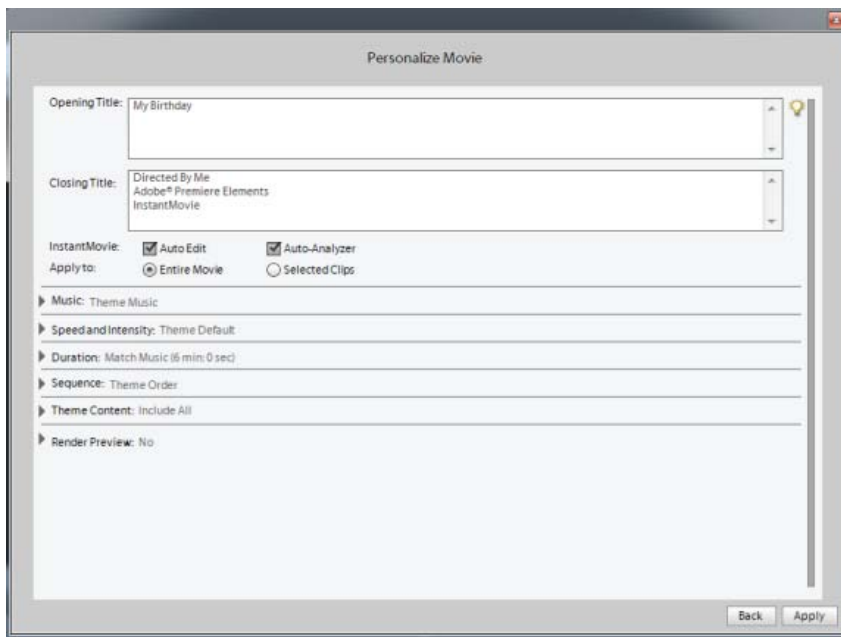 Personalize Movie
Opening Title: My Birthday
Closing Title: Directed By Me
Adobe® Premiere Elements
InstantMovie
InstantMovie: Auto Edit Auto-Analyzer
Apply to: Entire Movie Selected Clips
Music: Theme Music
Speed and Intensity: Theme Default
Duration: Match Music (6 min: 0 sec)
Sequence: Theme Order
Theme Content: Include All
Render Preview: No
Back Apply